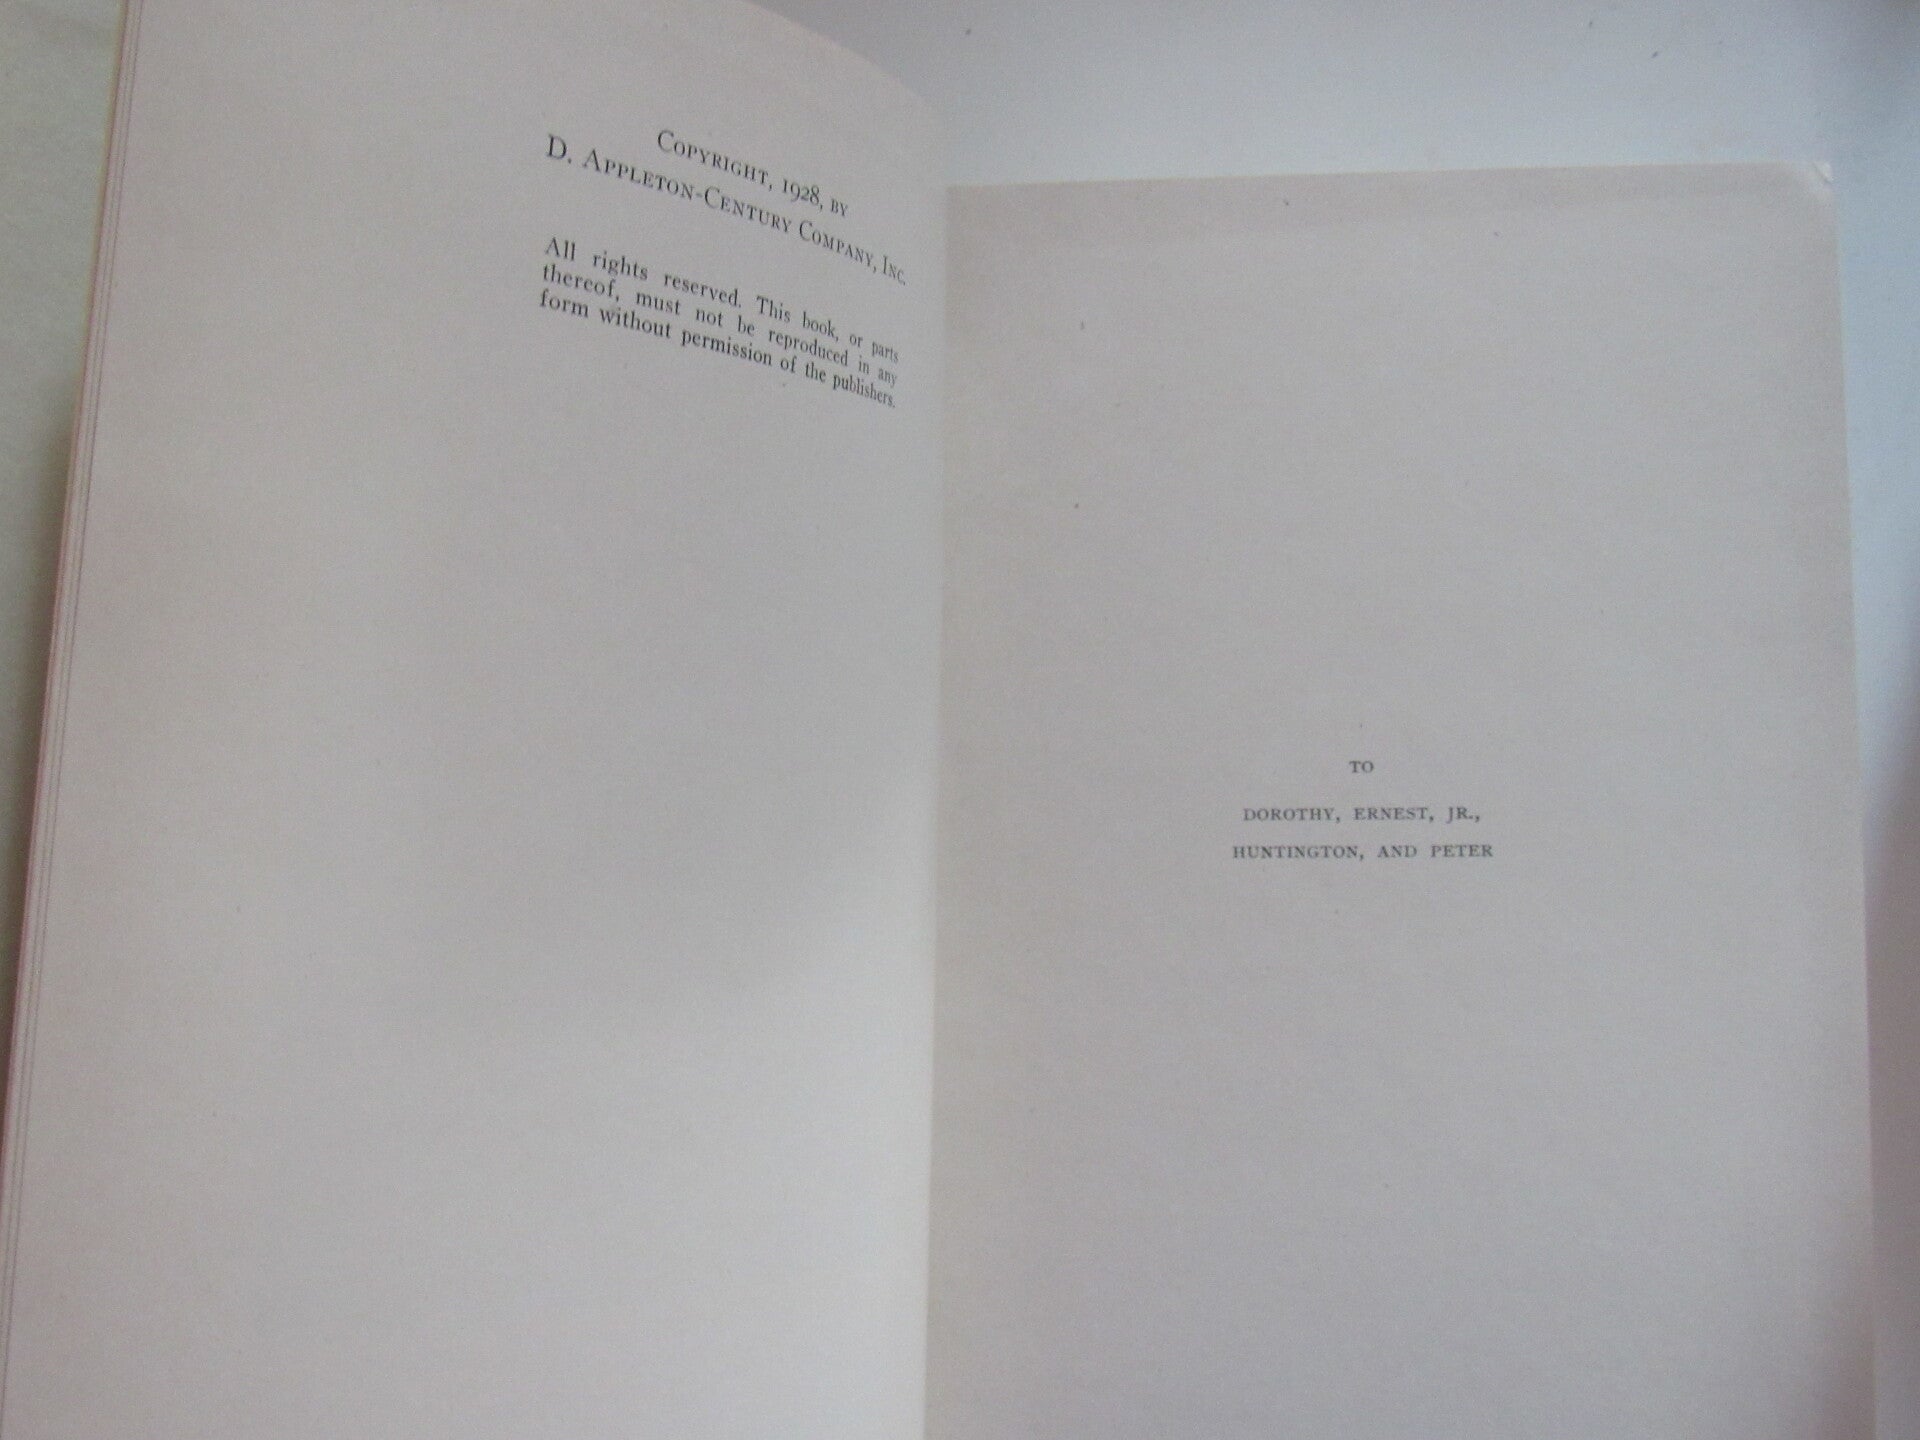 Copyright, 1928, by
D. Appleton-Century Company, Inc.
All rights reserved. This book, or parts
thereof, must not be reproduced in any
form without permission of the publishers.
TO
DOROTHY, ERNEST, JR.,
HUNTINGTON, AND PETER